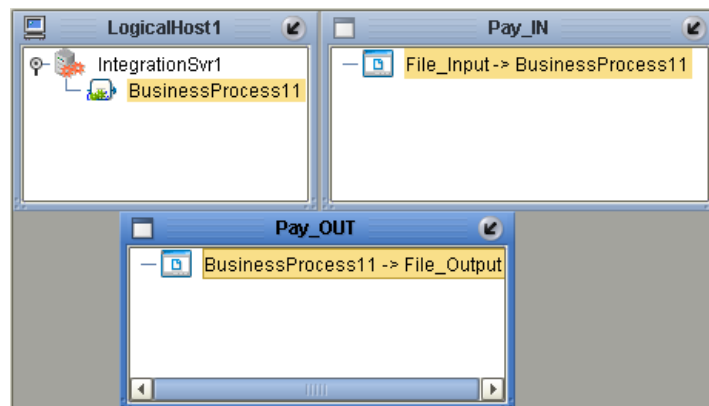 LogicalHost1
IntegrationSvr1
BusinessProcess11
Pay_IN
File_Input -> BusinessProcess11
Pay_OUT
BusinessProcess11 -> File_Output